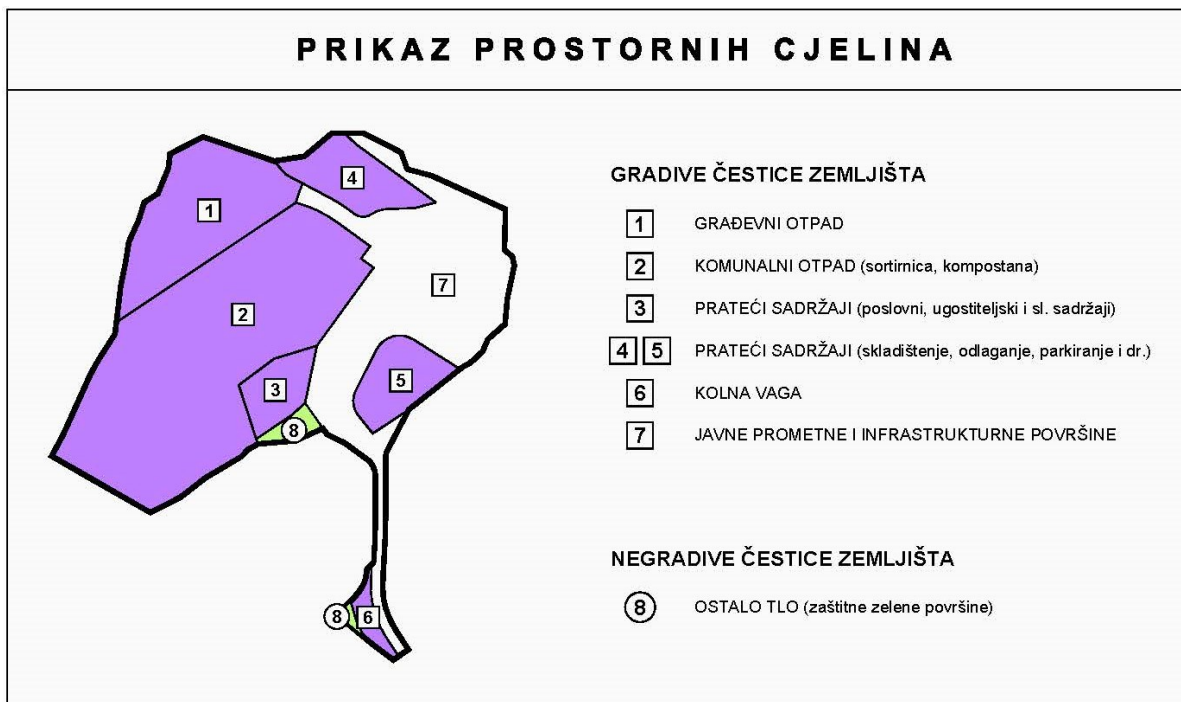 PRIKAZ PROSTORNIH CJELINA
4
1
7
2
5
3
8
8
6
GRADIVE ČESTICE ZEMLJIŠTA
1 GRAĐEVNI OTPAD
2 KOMUNALNI OTPAD (sortirnica, kompostana)
3 PRATEĆI SADRŽAJI (poslovni, ugostiteljski i sl. sadržaji)
4 5 PRATEĆI SADRŽAJI (skladištenje, odlaganje, parkiranje i dr.)
6 KOLNA VAGA
7 JAVNE PROMETNE I INFRASTRUKTURNE POVRŠINE
NEGRADIVE ČESTICE ZEMLJIŠTA
8 OSTALO TLO (zaštitne zelene površine)